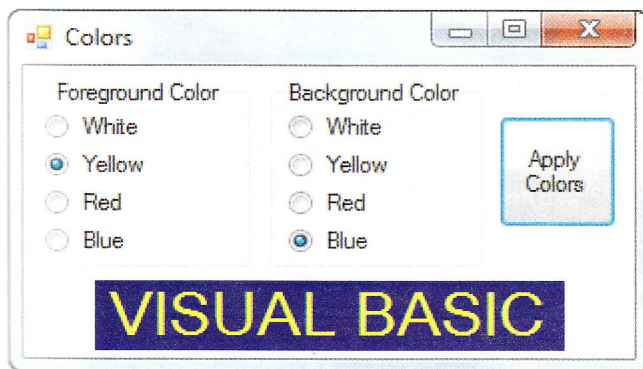 Colors
Foreground Color
White
Yellow
Red
Blue
Background Color
White
Yellow
Red
Blue
Apply
Colors
VISUAL BASIC